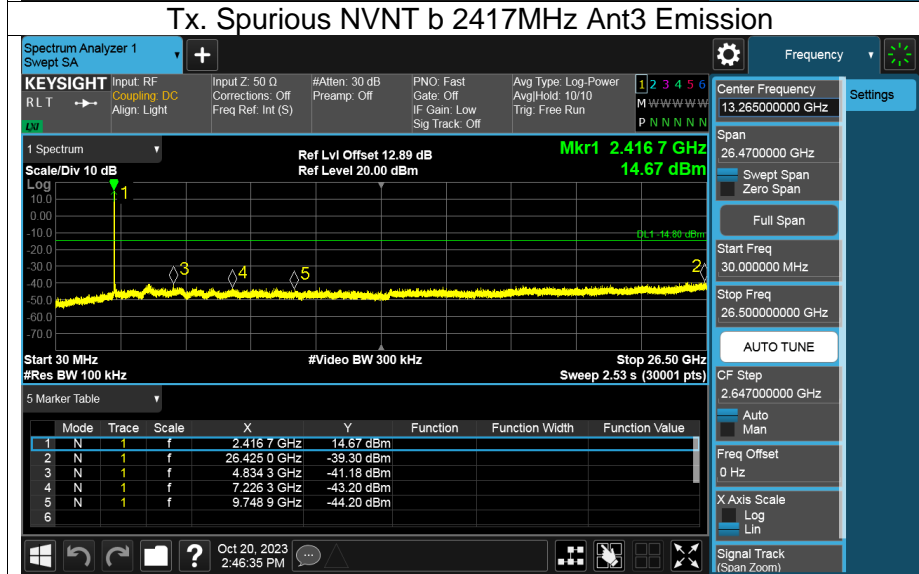 Tx. Spurious NVNT b 2417MHz Ant3 Emission
Spectrum Analyzer 1
Swept SA
+
Frequency
KEYSIGHT
RLT
LXI
Input: RF
Coupling: DC
Align: Light
Input Z: 50 Ω
Corrections: Off
Freq Ref: Int (S)
#Atten: 30 dB
Preamp: Off
PNO: Fast
Gate: Off
IF Gain: Low
Sig Track: Off
Avg Type: Log-Power
Avg|Hold: 10/10
Trig: Free Run
1 2 3 4 5 6
M W W W W W
P N N N N N
1 Spectrum
Scale/Div 10 dB
Ref Lvl Offset 12.89 dB
Ref Level 20.00 dBm
Mkr1 2.416 7 GHz
14.67 dBm
Log
10.0
0.00
-10.0
-20.0
-30.0
-40.0
-50.0
-60.0
-70.0
1
DL1 -14.80 dBm
3
4
5
2
Start 30 MHz
#Video BW 300 kHz
Stop 26.50 GHz
#Res BW 100 kHz
Sweep 2.53 s (30001 pts)
5 Marker Table
Mode Trace Scale X Y Function Function Width Function Value
1 N 1 f 2.416 7 GHz 14.67 dBm
2 N 1 f 26.425 0 GHz -39.30 dBm
3 N 1 f 4.834 3 GHz -41.18 dBm
4 N 1 f 7.226 3 GHz -43.20 dBm
5 N 1 f 9.748 9 GHz -44.20 dBm
6
?
Oct 20, 2023
2:46:35 PM
Center Frequency
13.265000000 GHz
Settings
Span
26.4700000 GHz
Swept Span
Zero Span
Full Span
Start Freq
30.000000 MHz
Stop Freq
26.500000000 GHz
AUTO TUNE
CF Step
2.647000000 GHz
Auto
Man
Freq Offset
0 Hz
X Axis Scale
Log
Lin
Signal Track
(Span Zoom)